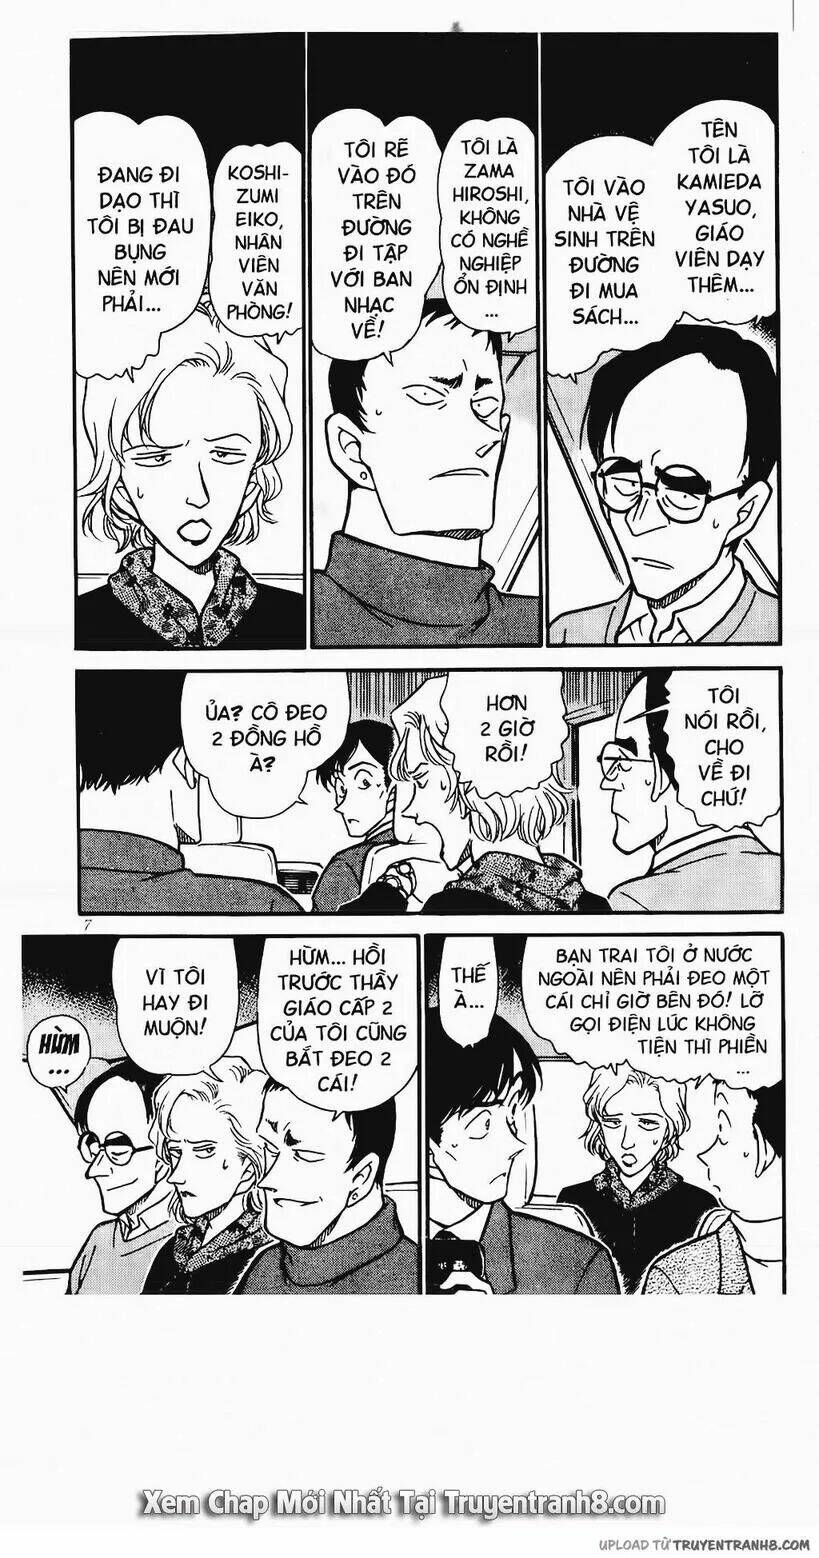 TÊN
TÔI LÀ
KAMIEDA
YASUO,
GIÁO
VIÊN DẠY
THÊM...
TÔI VÀO
NHÀ VỆ
SINH TRÊN
ĐƯỜNG
ĐI MUA
SÁCH...
TÔI LÀ
ZAMA
HIROSHI,
KHÔNG
CÓ NGHỀ
NGHIỆP
ỔN ĐỊNH
...
TÔI RẼ
VÀO ĐÓ
TRÊN
ĐƯỜNG
ĐI TẬP
VỚI BAN
NHẠC
VỀ!
KOSHI-
ZUMI
EIKO,
NHÂN
VIÊN
VĂN
PHÒNG!
ĐANG ĐI
DẠO THÌ
TÔI BỊ ĐAU
BỤNG
NÊN MỚI
PHẢI...
TÔI
NÓI RỒI,
CHO
VỀ ĐI
CHỨ!
HƠN
2 GIỜ
RỒI!
ỦA? CÔ ĐEO
2 ĐỒNG HỒ
À?
7
BẠN TRAI TÔI Ở NƯỚC
NGOÀI NÊN PHẢI ĐEO MỘT
CÁI CHỈ GIỜ BÊN ĐÓ! LỠ
GỌI ĐIỆN LÚC KHÔNG
TIỆN THÌ PHIỀN
...
THẾ
À...
HỪM... HỒI
TRƯỚC THẦY
GIÁO CẤP 2
CỦA TÔI CŨNG
BẮT ĐEO 2
CÁI!
VÌ TÔI
HAY ĐI
MUỘN!
HỪM
...
Xem Chap Mới Nhất Tại Truyentranh8.com
UPLOAD TỪ TRUYENTRANH8.COM